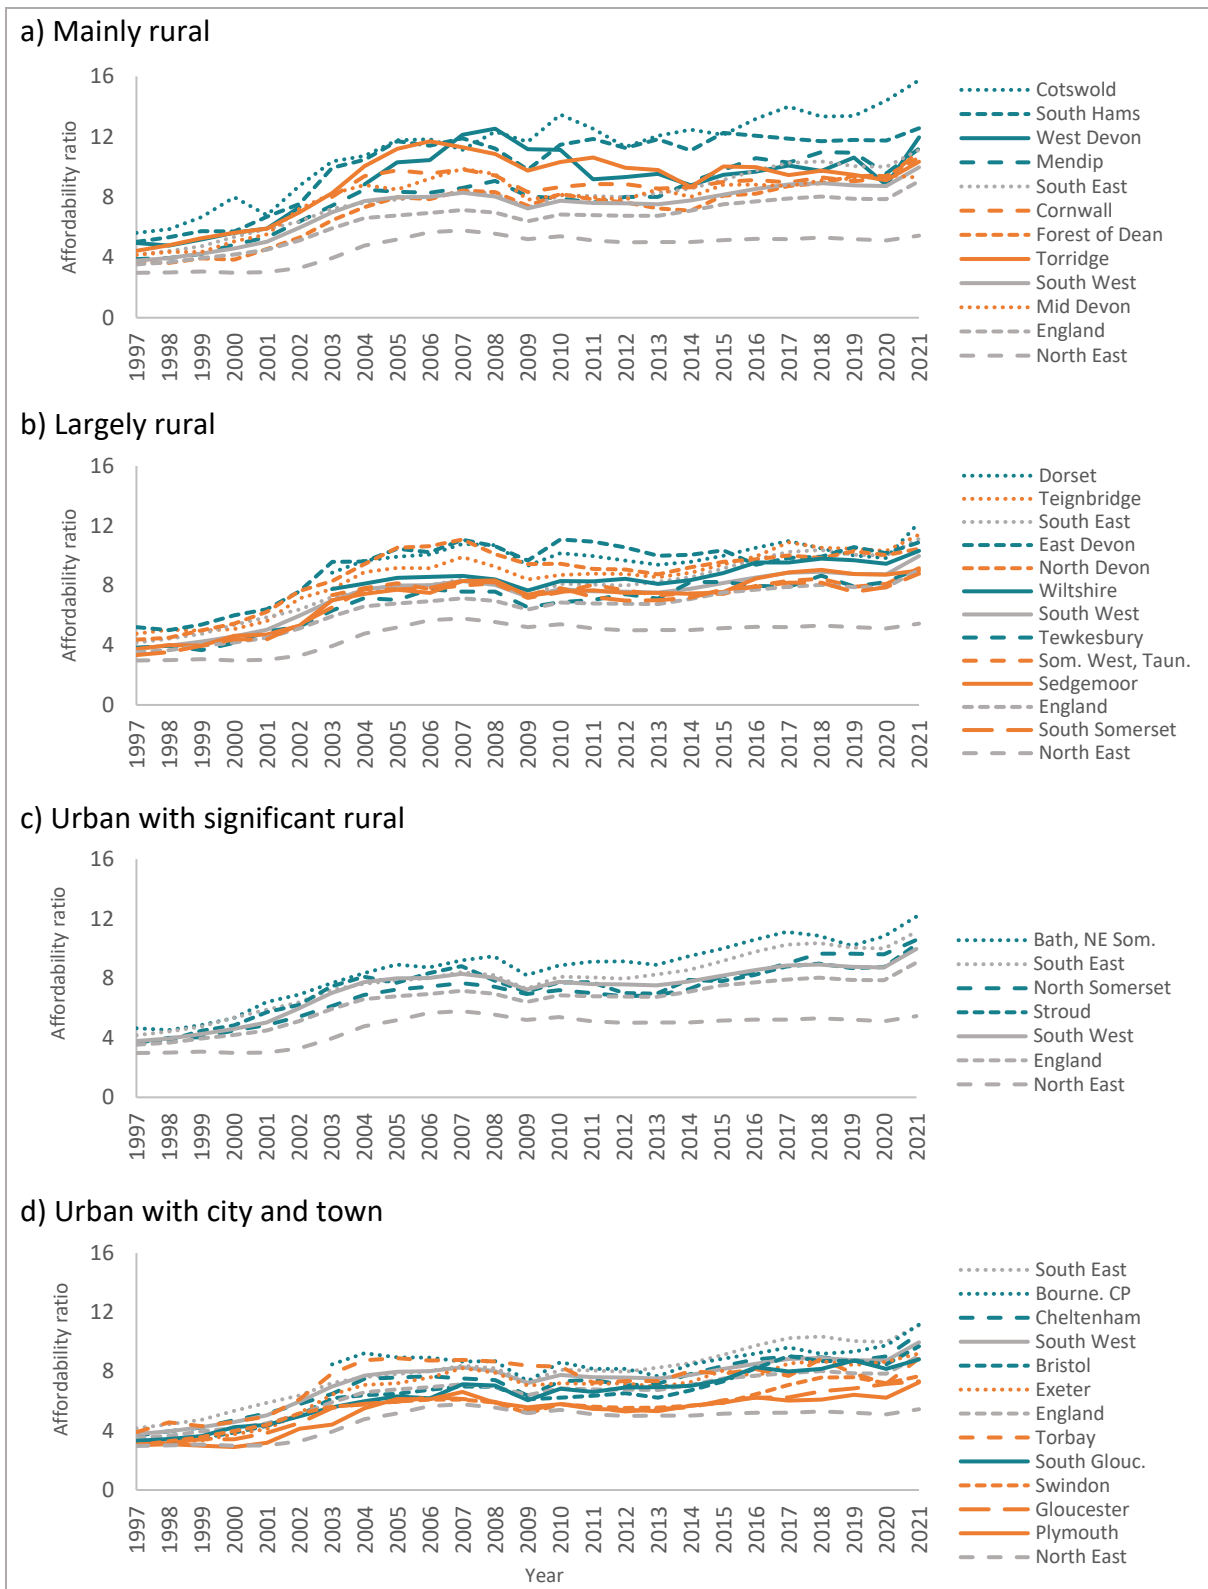 a) Mainly rural
16
12
8
4
0
Affordability ratio
1997 1998 1999 2000 2001 2002 2003 2004 2005 2006 2007 2008 2009 2010 2011 2012 2013 2014 2015 2016 2017 2018 2019 2020 2021
Cotswold
South Hams
West Devon
Mendip
South East
Cornwall
Forest of Dean
Torridge
South West
Mid Devon
England
North East
b) Largely rural
16
12
8
4
0
Affordability ratio
1997 1998 1999 2000 2001 2002 2003 2004 2005 2006 2007 2008 2009 2010 2011 2012 2013 2014 2015 2016 2017 2018 2019 2020 2021
Dorset
Teignbridge
South East
East Devon
North Devon
Wiltshire
South West
Tewkesbury
Som. West, Taun.
Sedgemoor
England
South Somerset
North East
c) Urban with significant rural
16
12
8
4
0
Affordability ratio
1997 1998 1999 2000 2001 2002 2003 2004 2005 2006 2007 2008 2009 2010 2011 2012 2013 2014 2015 2016 2017 2018 2019 2020 2021
Bath, NE Som.
South East
North Somerset
Stroud
South West
England
North East
d) Urban with city and town
16
12
8
4
0
Affordability ratio
1997 1998 1999 2000 2001 2002 2003 2004 2005 2006 2007 2008 2009 2010 2011 2012 2013 2014 2015 2016 2017 2018 2019 2020 2021
Year
South East
Bourne. CP
Cheltenham
South West
Bristol
Exeter
England
Torbay
South Glouc.
Swindon
Gloucester
Plymouth
North East